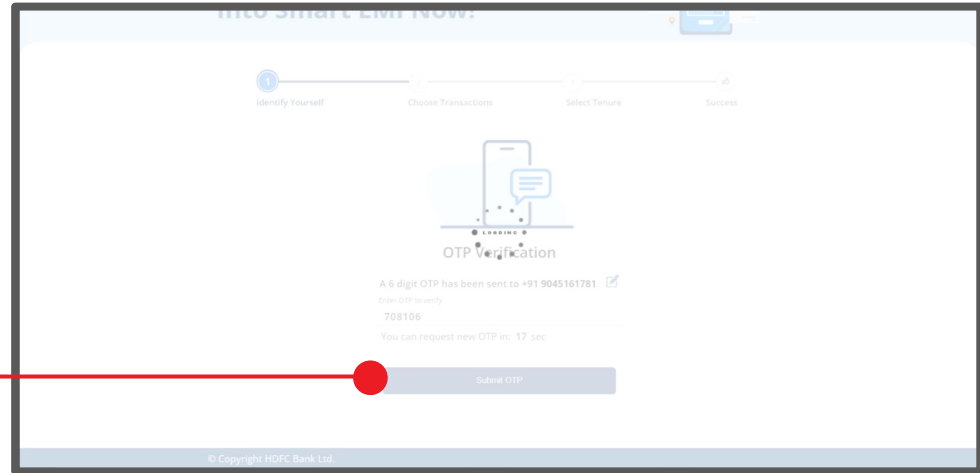 into Smart EMI Now!
1
Identify Yourself
Choose Transactions
Select Tenure
Success
LOADING
OTP Verification
A 6 digit OTP has been sent to +91 9045161781
Enter OTP to verify
708106
You can request new OTP in: 17 sec
Submit OTP
© Copyright HDFC Bank Ltd.